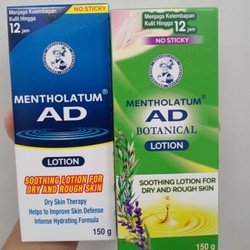 Menjaga Kelembapan
Kulit Hingga
12 jam
NO STICKY
MENTHOLATUM®
AD
LOTION
SOOTHING LOTION FOR
DRY AND ROUGH SKIN
Dry Skin Therapy
Helps to Improve Skin Defense
Intense Hydrating Formula
150 g
Menjaga Kelembapan
Kulit Hingga
12 jam
NO STICKY
MENTHOLATUM®
AD
BOTANICAL
LOTION
SOOTHING LOTION FOR
DRY AND ROUGH SKIN
150 g